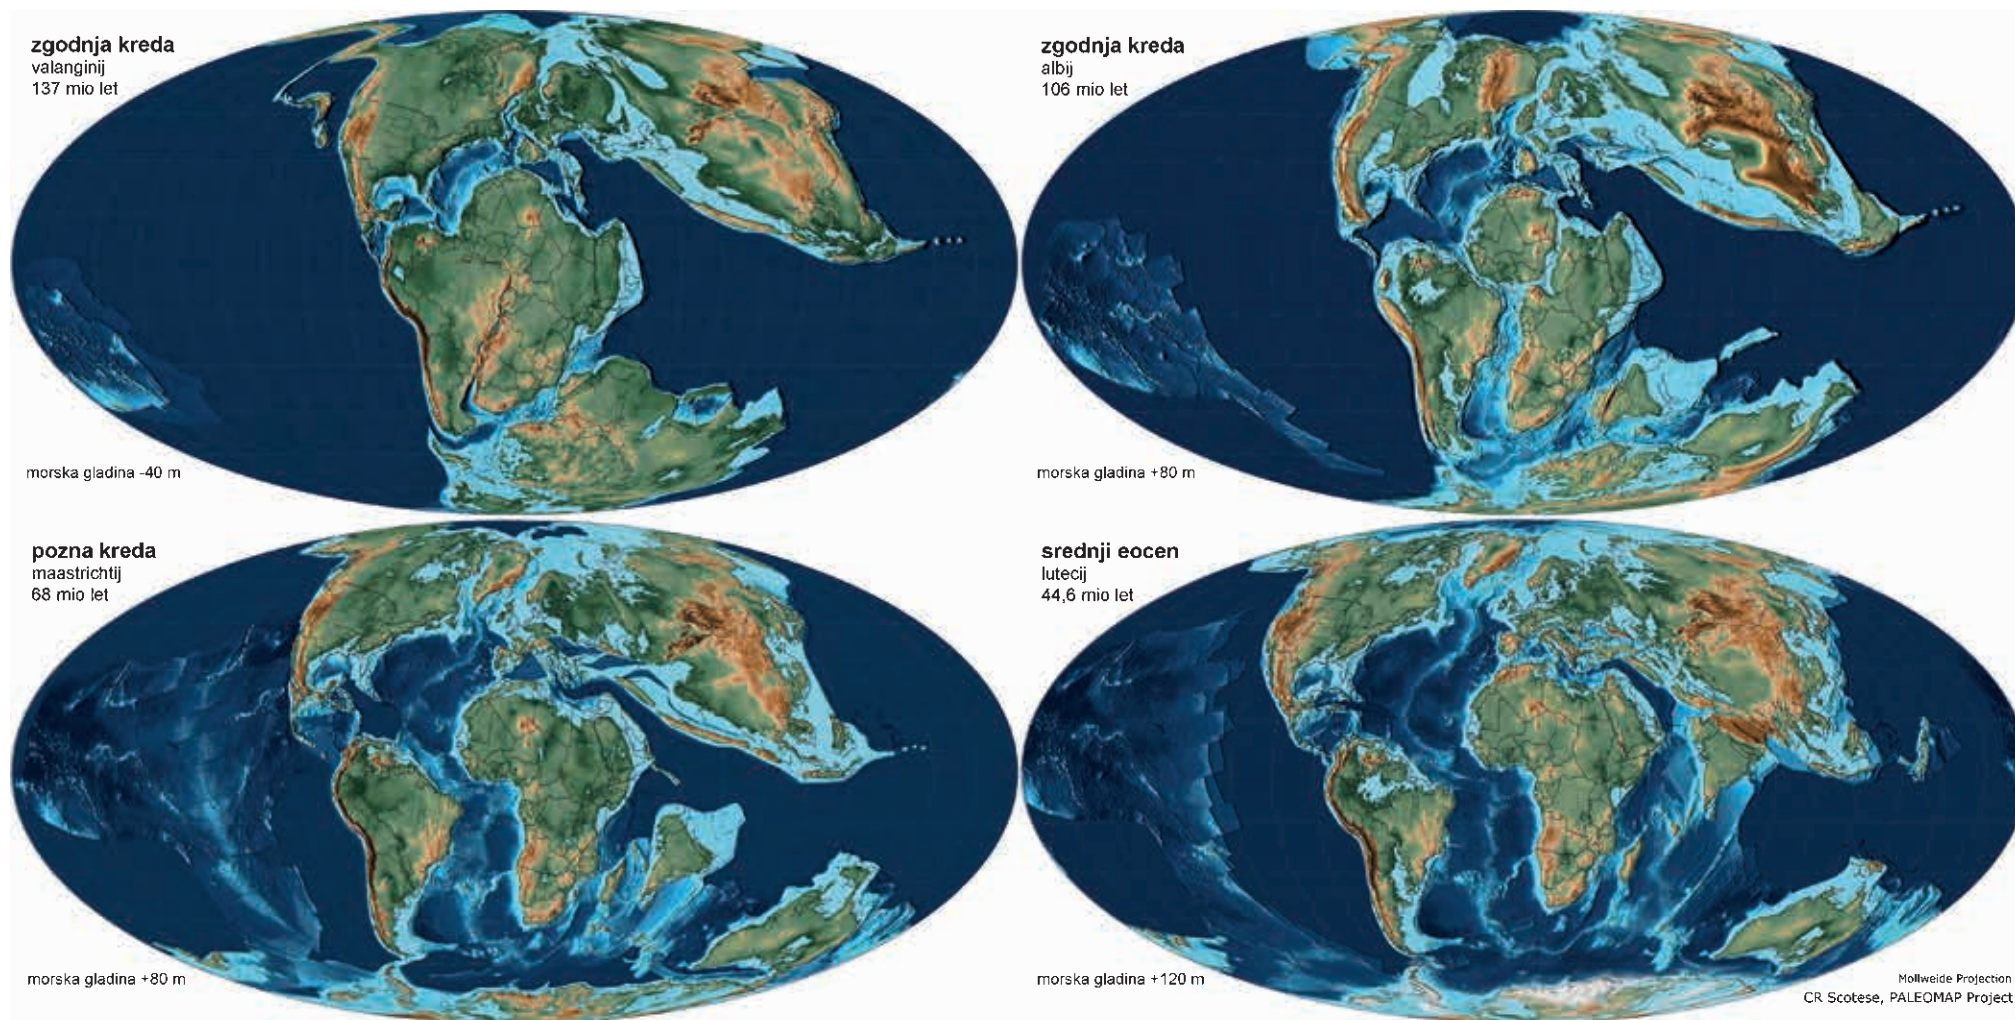 zgodnja kreda
valanginij
137 mio let
morska gladina -40 m
zgodnja kreda
albij
106 mio let
morska gladina +80 m
pozna kreda
maastrichtij
68 mio let
morska gladina +80 m
srednji eocen
lutecij
44,6 mio let
morska gladina +120 m
Mollweide Projection
CR Scotese, PALEOMAP Project